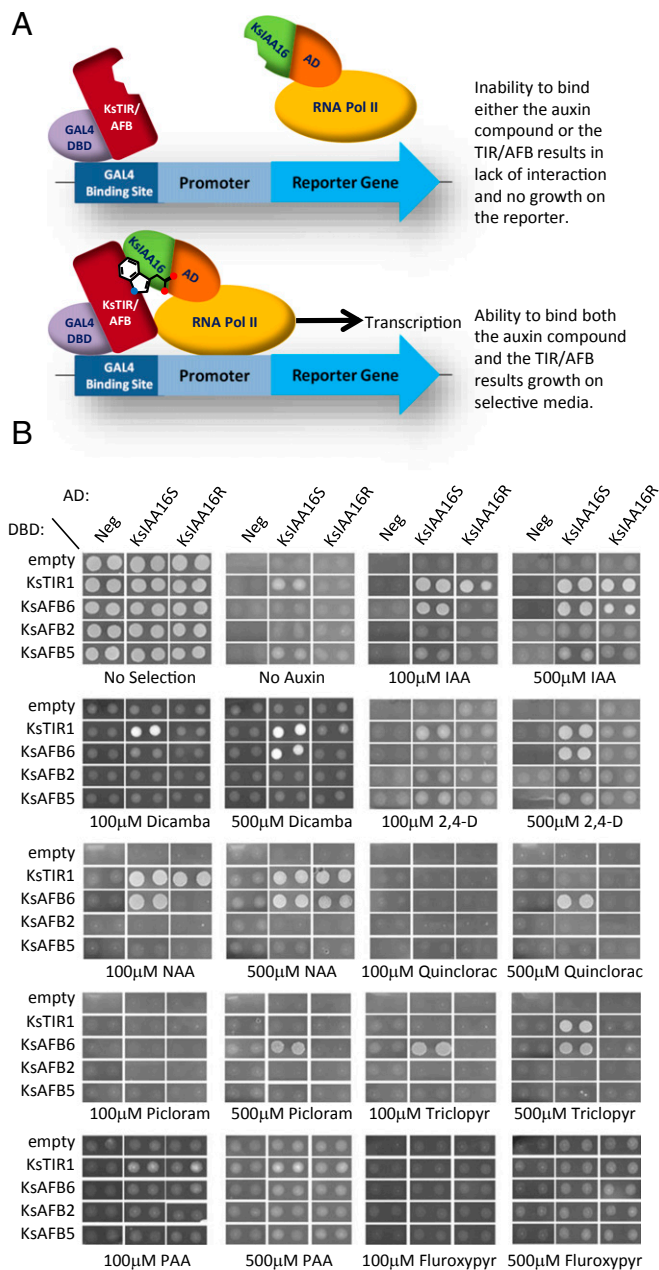 A
KsIAA16
AD
KsTIR/
AFB
RNA Pol II
GAL4
DBD
GAL4
Binding Site
Promoter
Reporter Gene
Inability to bind
either the auxin
compound or the
TIR/AFB results in
lack of interaction
and no growth on
the reporter.
KsIAA16
AD
KsTIR/
AFB
RNA Pol II
Transcription
GAL4
DBD
GAL4
Binding Site
Promoter
Reporter Gene
Ability to bind both
the auxin compound
and the TIR/AFB
results growth on
selective media.
B
AD:
DBD:
Neg KsIAA16S KsIAA16R
Neg KsIAA16S KsIAA16R
Neg KsIAA16S KsIAA16R
Neg KsIAA16S KsIAA16R
empty
KsTIR1
KsAFB6
KsAFB2
KsAFB5
No Selection No Auxin 100µM IAA 500µM IAA
empty
KsTIR1
KsAFB6
KsAFB2
KsAFB5
100µM Dicamba 500µM Dicamba 100µM 2,4-D 500µM 2,4-D
empty
KsTIR1
KsAFB6
KsAFB2
KsAFB5
100µM NAA 500µM NAA 100µM Quinclorac 500µM Quinclorac
empty
KsTIR1
KsAFB6
KsAFB2
KsAFB5
100µM Picloram 500µM Picloram 100µM Triclopyr 500µM Triclopyr
empty
KsTIR1
KsAFB6
KsAFB2
KsAFB5
100µM PAA 500µM PAA 100µM Fluroxypyr 500µM Fluroxypyr